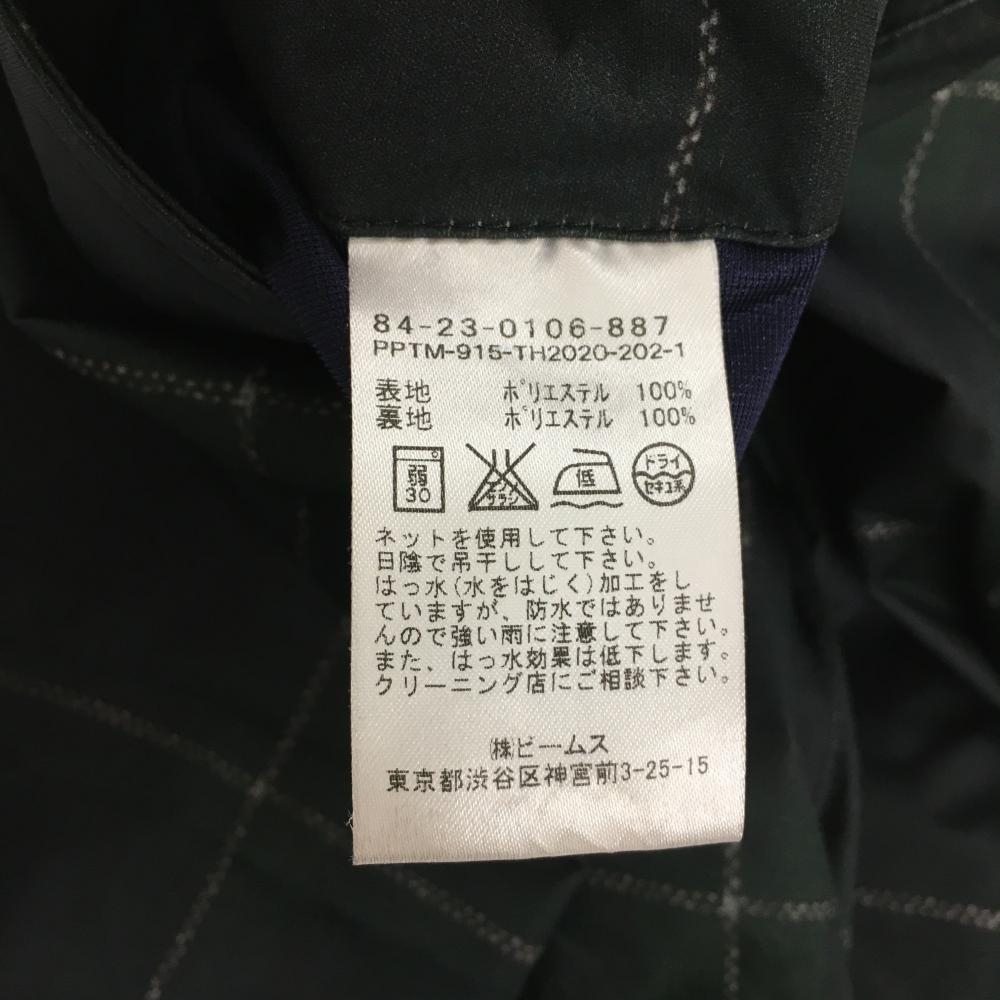 84-23-0106-887
PPTM-915-TH2020-202-1
表地 ポリエステル 100%
裏地 ポリエステル 100%
弱
30
エンソ
サラシ
低
ドライ
セキユ系
ネットを使用して下さい。
日陰で吊干しして下さい。
はっ水(水をはじく)加工をし
ていますが、防水ではありませ
んので強い雨に注意して下さい。
また、はっ水効果は低下します。
クリーニング店にご相談下さい。
㈱ビームス
東京都渋谷区神宮前3-25-15